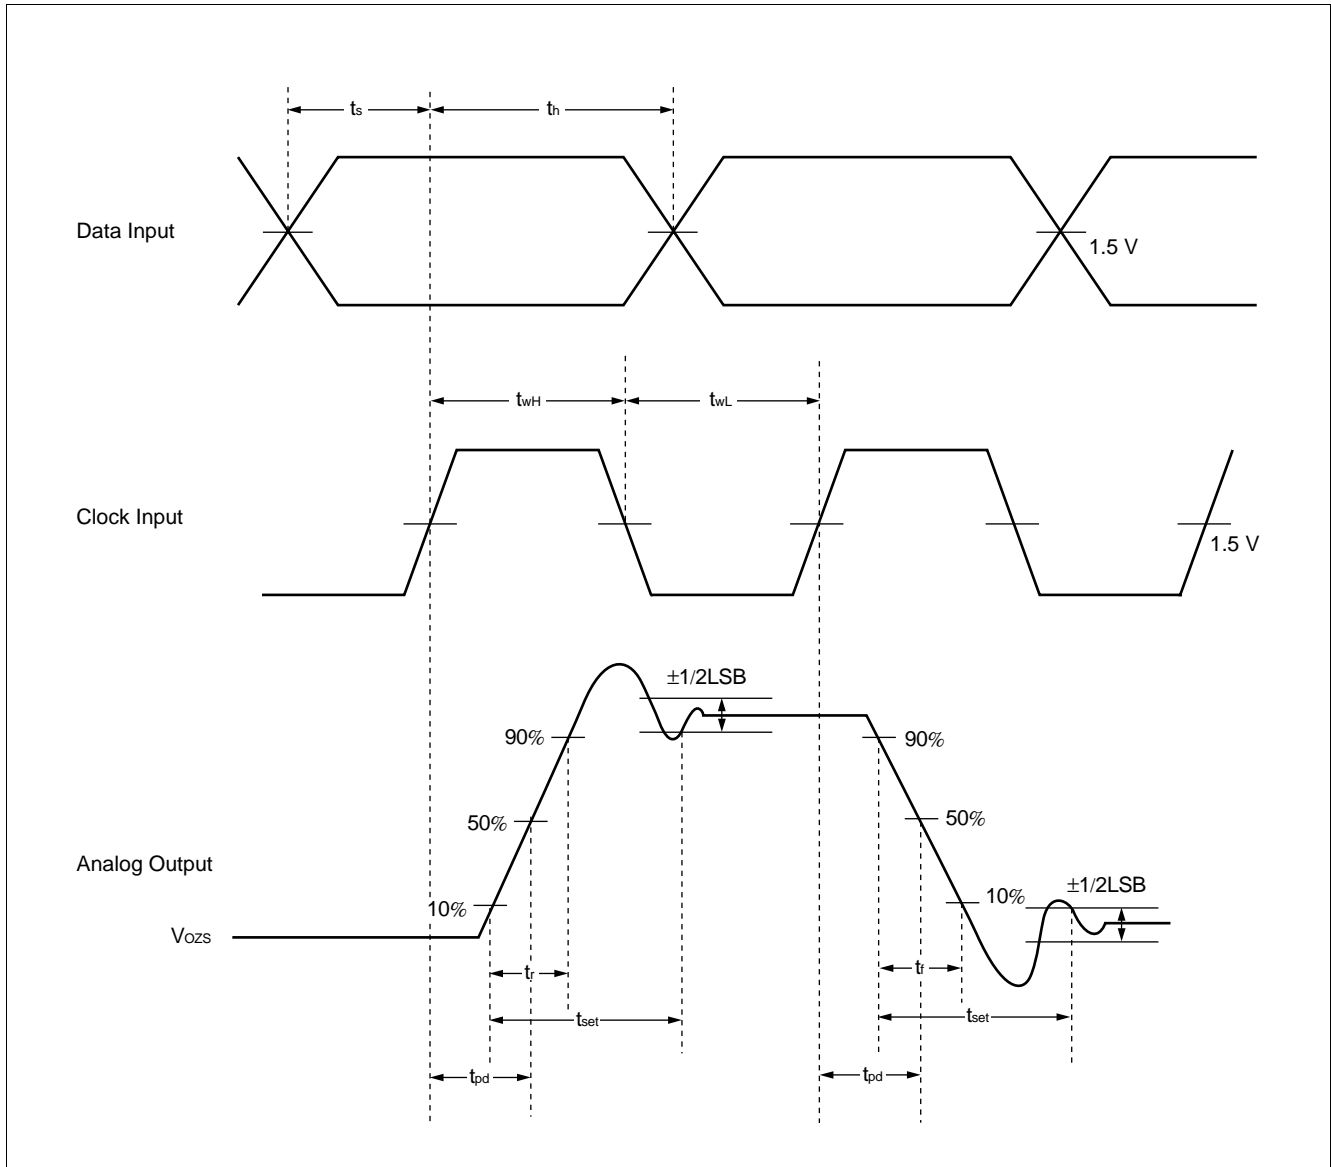 ts
th
Data Input
1.5 V
twH
twL
Clock Input
1.5 V
±1/2LSB
90%
90%
50%
50%
Analog Output
±1/2LSB
10%
10%
VOZS
tr
tf
tset
tset
tpd
tpd